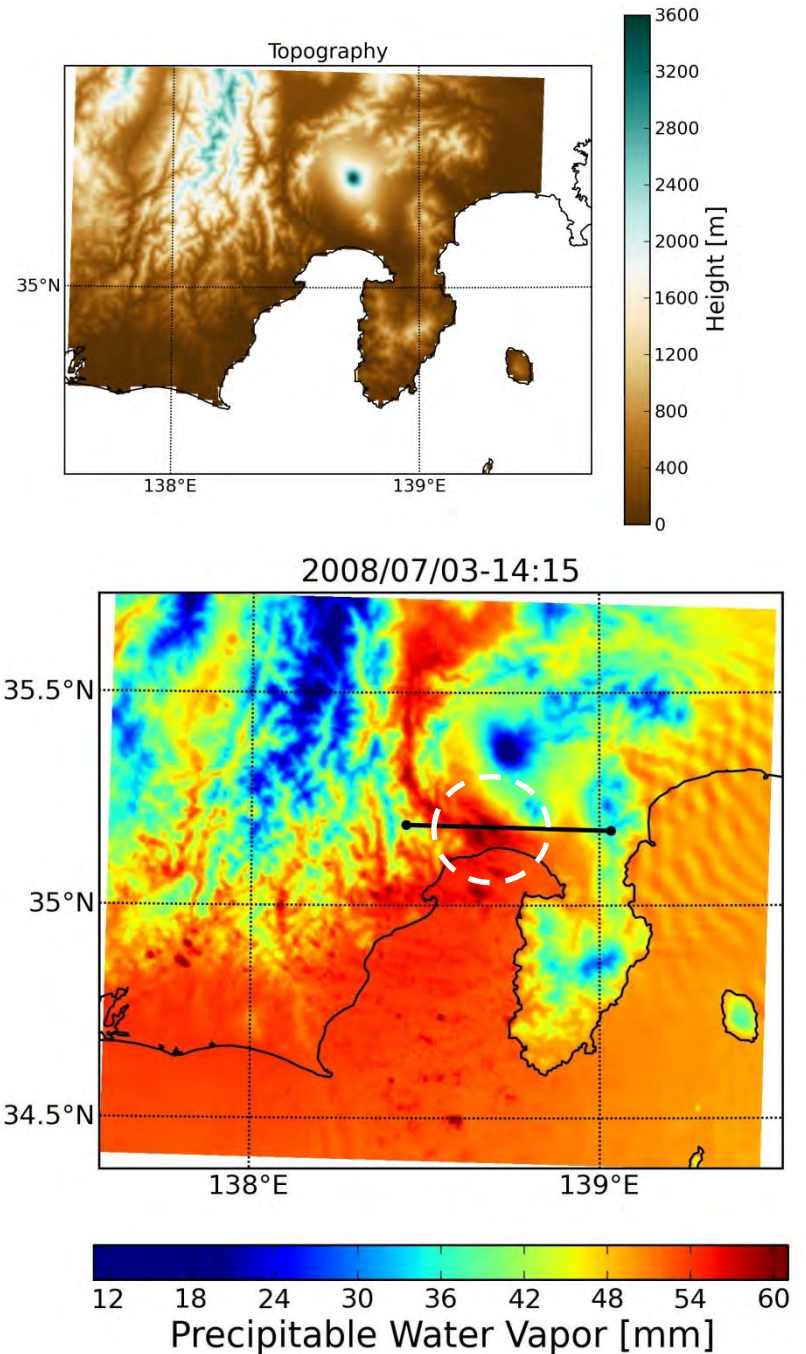 Topography
3600
3200
2800
2400
2000
1600
1200
800
400
0
Height [m]
35°N
138°E
139°E
2008/07/03-14:15
35.5°N
35°N
34.5°N
138°E
139°E
12 18 24 30 36 42 48 54 60
Precipitable Water Vapor [mm]